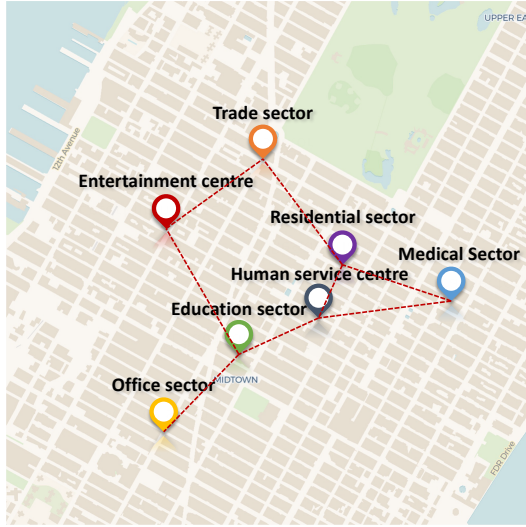 UPPER EA
Trade sector
12th Avenue
Entertainment centre
Residential sector
Medical Sector
Human service centre
Education sector
MIDTOWN
Office sector
FDR Drive